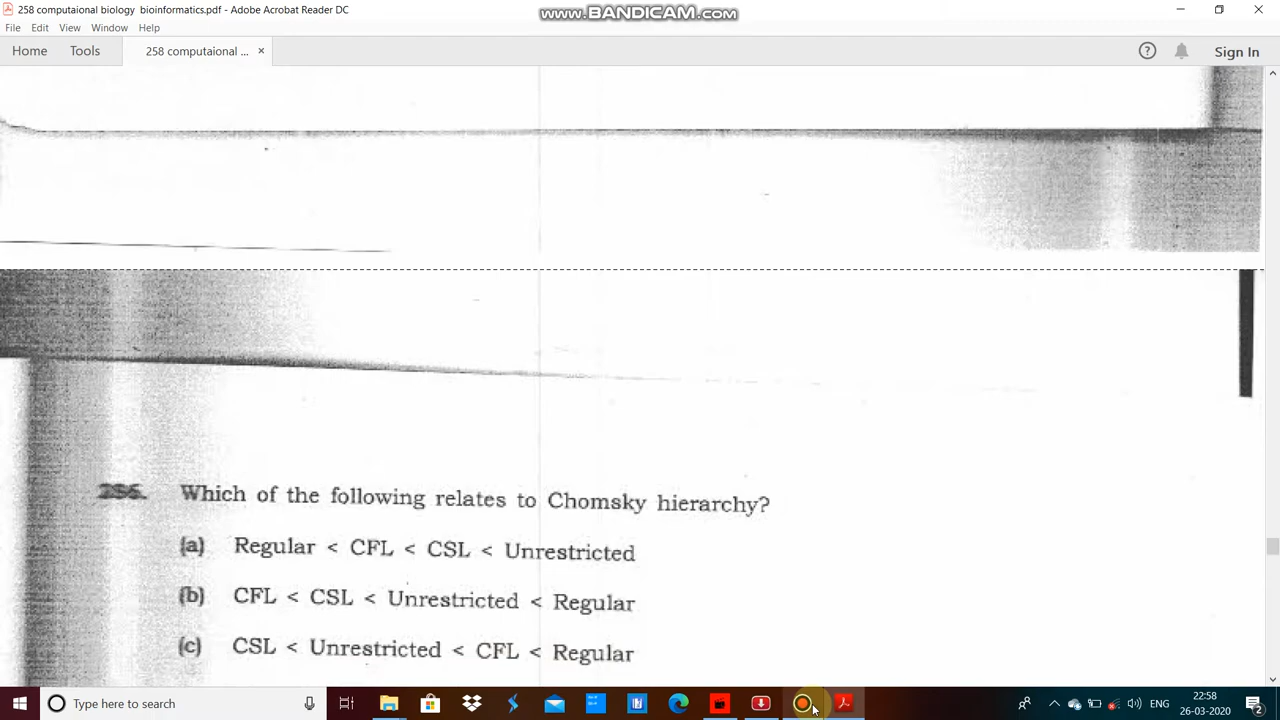 258 computaional biology bioinformatics.pdf - Adobe Acrobat Reader DC
www.BANDICAM.com
File Edit View Window Help
Home Tools 258 computaional ... × Sign In
Which of the following relates to Chomsky hierarchy?
(a) Regular < CFL < CSL < Unrestricted
(b) CFL < CSL < Unrestricted < Regular
(c) CSL < Unrestricted < CFL < Regular
Type here to search
ENG
22:58
26-03-2020